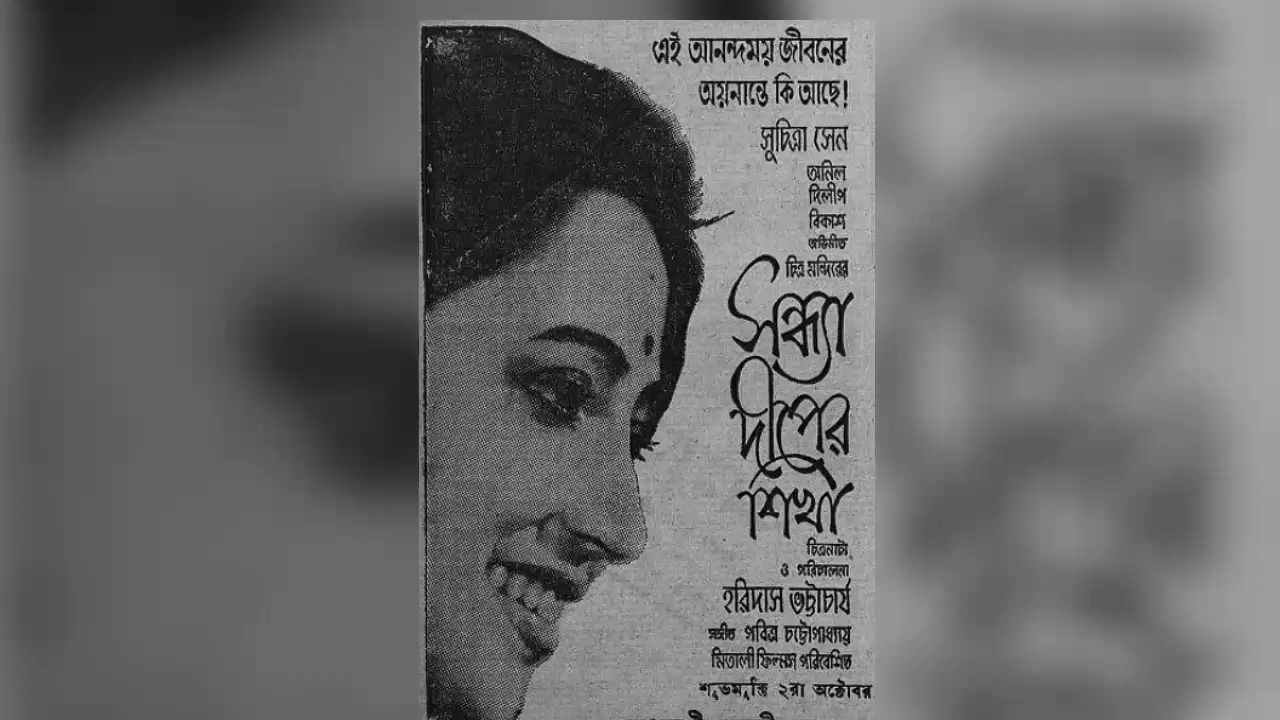 এই আনন্দময় জীবনের
অয়নান্তে কি আছে!
সুচিত্রা সেন
অনিল
দিলীপ
বিকাশ
অভিনীত
চিত্র মন্দিরের
সন্ধ্যা
দীপের
শিখা
চিত্রনাট্য
ও পরিচালনা
হরিদাস ভট্টাচার্য
সঙ্গীত পবিত্র চট্টোপাধ্যায়
মিতালী ফিল্মস পরিবেশিত
শুভমুক্তি ২রা অক্টোবর